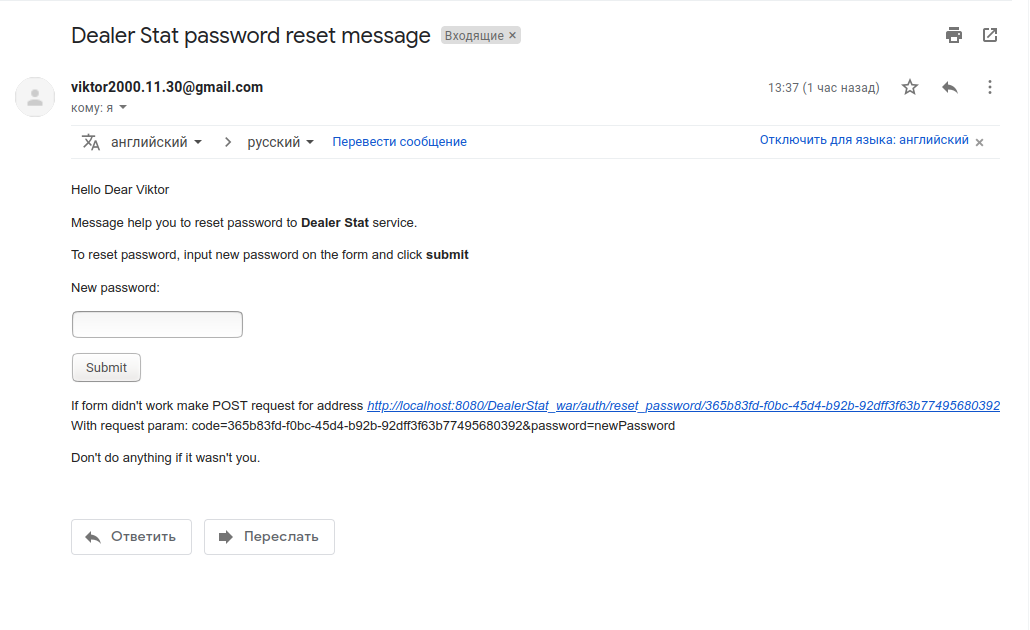 Dealer Stat password reset message Входящие ×
viktor2000.11.30@gmail.com 13:37 (1 час назад)
кому: я
английский > русский Перевести сообщение Отключить для языка: английский ×
Hello Dear Viktor
Message help you to reset password to Dealer Stat service.
To reset password, input new password on the form and click submit
New password:
Submit
If form didn't work make POST request for address http://localhost:8080/DealerStat_war/auth/reset_password/365b83fd-f0bc-45d4-b92b-92dff3f63b77495680392
With request param: code=365b83fd-f0bc-45d4-b92b-92dff3f63b77495680392&password=newPassword
Don't do anything if it wasn't you.
Ответить Переслать